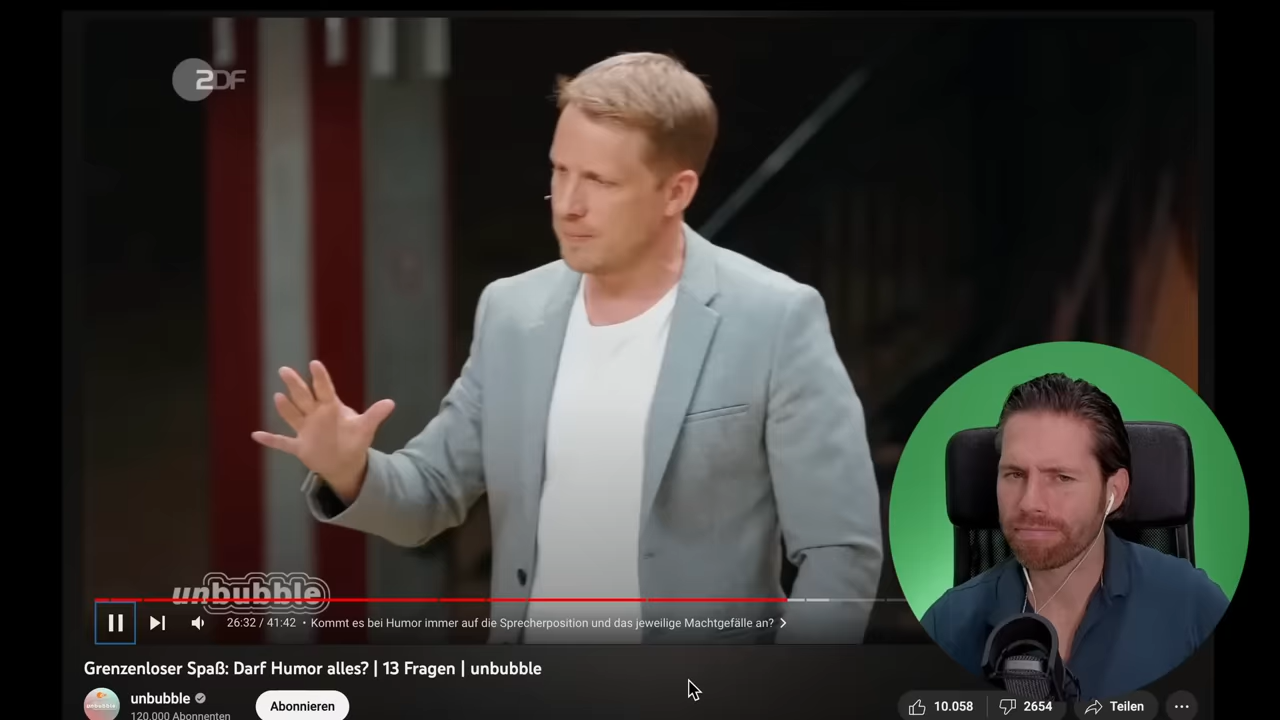 ZDF
unbubble
26:32 / 41:42 • Kommt es bei Humor immer auf die Sprecherposition und das jeweilige Machtgefälle an?
Grenzenloser Spaß: Darf Humor alles? | 13 Fragen | unbubble
unbubble
120.000 Abonnenten
Abonnieren
10.058
2654
Teilen